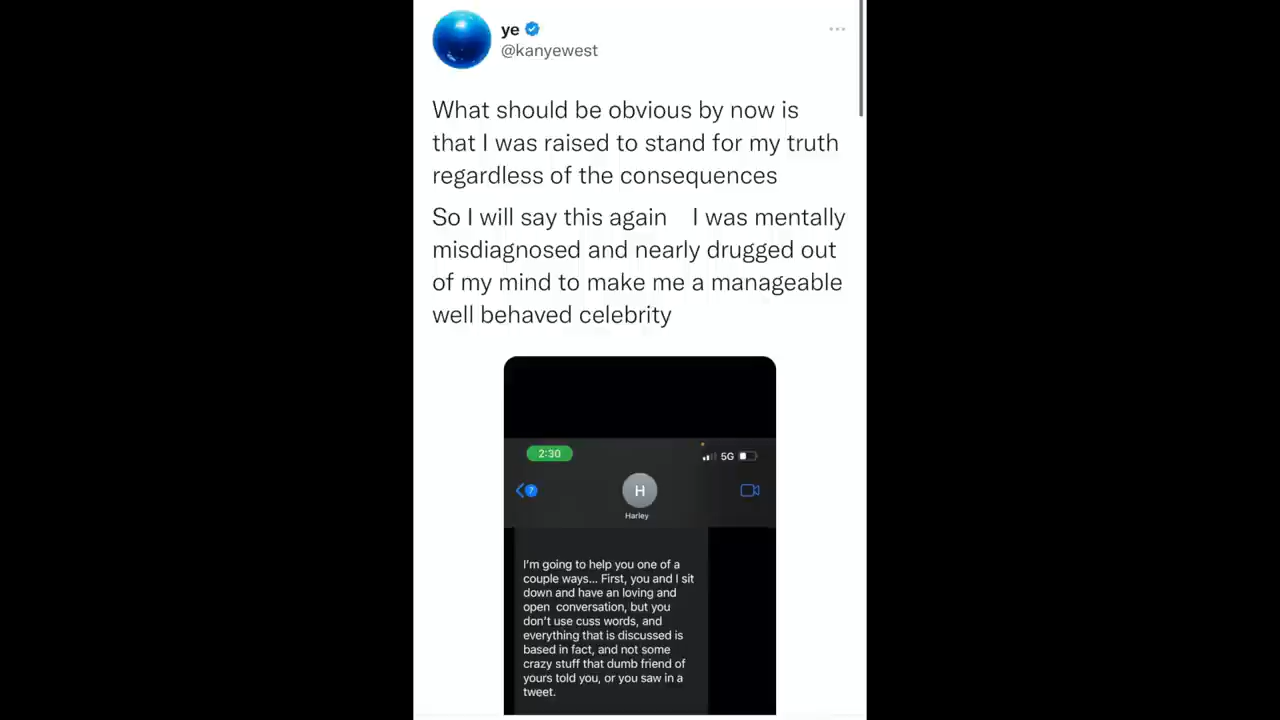 ye
@kanyewest
What should be obvious by now is
that I was raised to stand for my truth
regardless of the consequences
So I will say this again I was mentally
misdiagnosed and nearly drugged out
of my mind to make me a manageable
well behaved celebrity
2:30
5G
7
H
Harley
I'm going to help you one of a
couple ways... First, you and I sit
down and have an loving and
open conversation, but you
don't use cuss words, and
everything that is discussed is
based in fact, and not some
crazy stuff that dumb friend of
yours told you, or you saw in a
tweet.